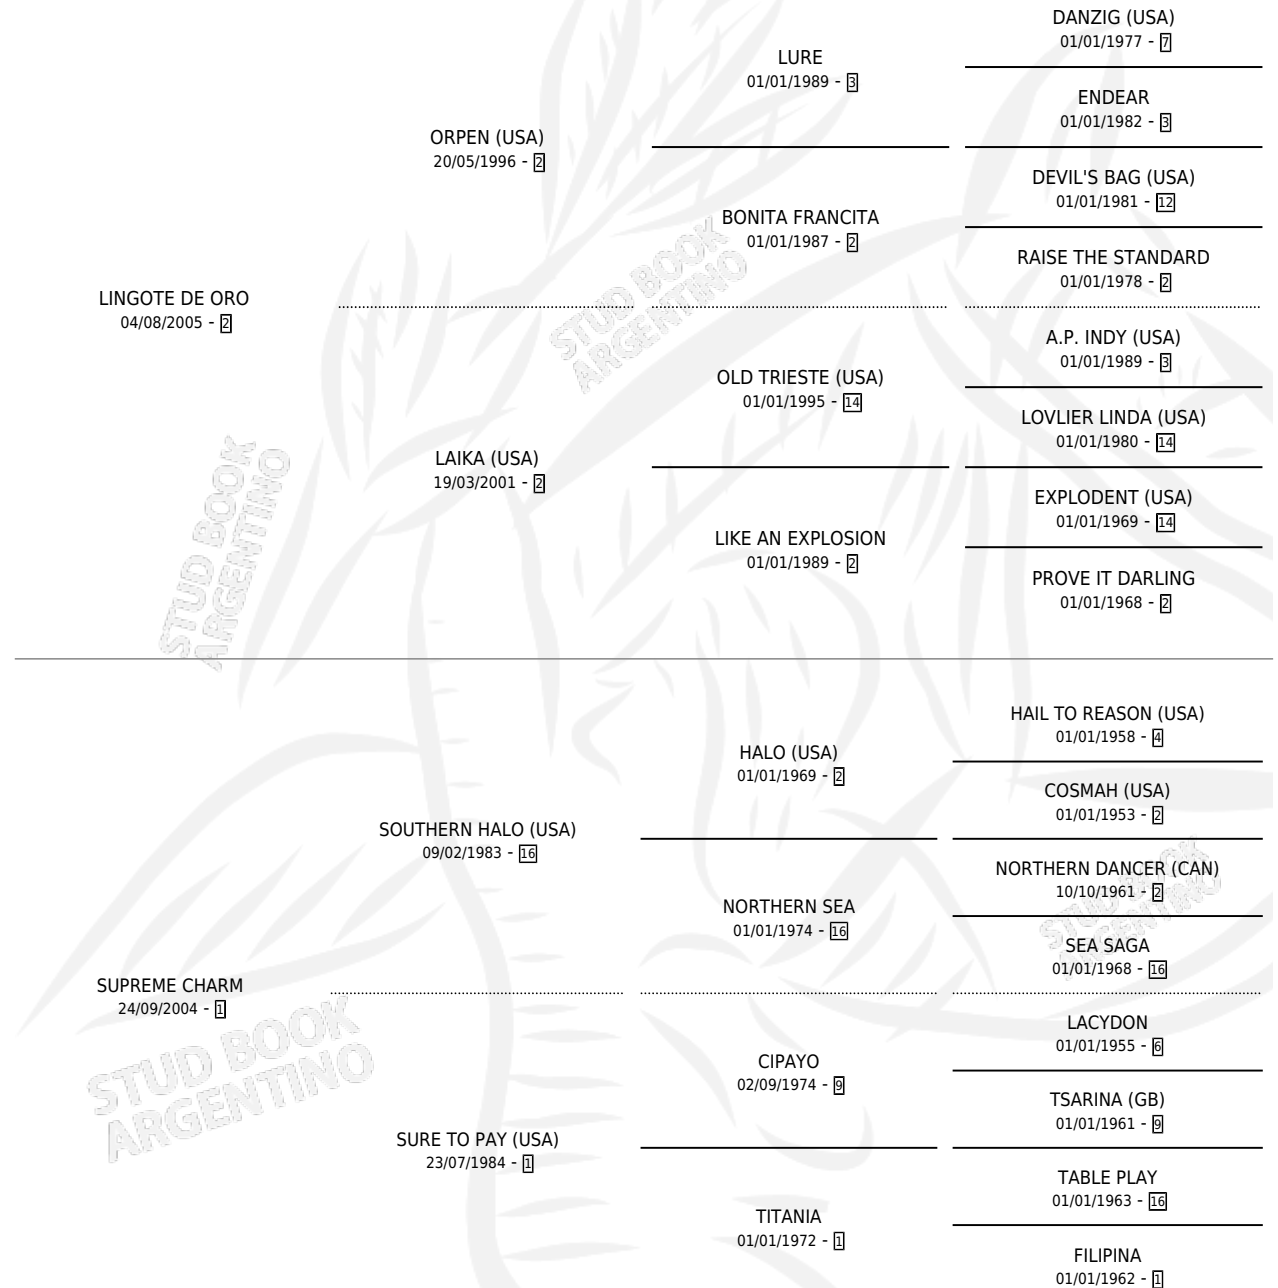 DANZIG (USA)
01/01/1977 - 7
LURE
01/01/1989 - 3
ENDEAR
01/01/1982 - 3
ORPEN (USA)
20/05/1996 - 2
DEVIL'S BAG (USA)
01/01/1981 - 12
BONITA FRANCITA
01/01/1987 - 2
RAISE THE STANDARD
01/01/1978 - 2
LINGOTE DE ORO
04/08/2005 - 2
A.P. INDY (USA)
01/01/1989 - 3
OLD TRIESTE (USA)
01/01/1995 - 14
LOVLIER LINDA (USA)
01/01/1980 - 14
LAIKA (USA)
19/03/2001 - 2
EXPLODENT (USA)
01/01/1969 - 14
LIKE AN EXPLOSION
01/01/1989 - 2
PROVE IT DARLING
01/01/1968 - 2
HAIL TO REASON (USA)
01/01/1958 - 4
HALO (USA)
01/01/1969 - 2
COSMAH (USA)
01/01/1953 - 2
SOUTHERN HALO (USA)
09/02/1983 - 16
NORTHERN DANCER (CAN)
10/10/1961 - 2
NORTHERN SEA
01/01/1974 - 16
SEA SAGA
01/01/1968 - 16
SUPREME CHARM
24/09/2004 - 1
LACYDON
01/01/1955 - 6
CIPAYO
02/09/1974 - 9
TSARINA (GB)
01/01/1961 - 9
SURE TO PAY (USA)
23/07/1984 - 1
TABLE PLAY
01/01/1963 - 16
TITANIA
01/01/1972 - 1
FILIPINA
01/01/1962 - 1
STUD BOOK
ARGENTINO
STUD BOOK
ARGENTINO
STUD BOOK
ARGENTINO
STUD BOOK
ARGENTINO